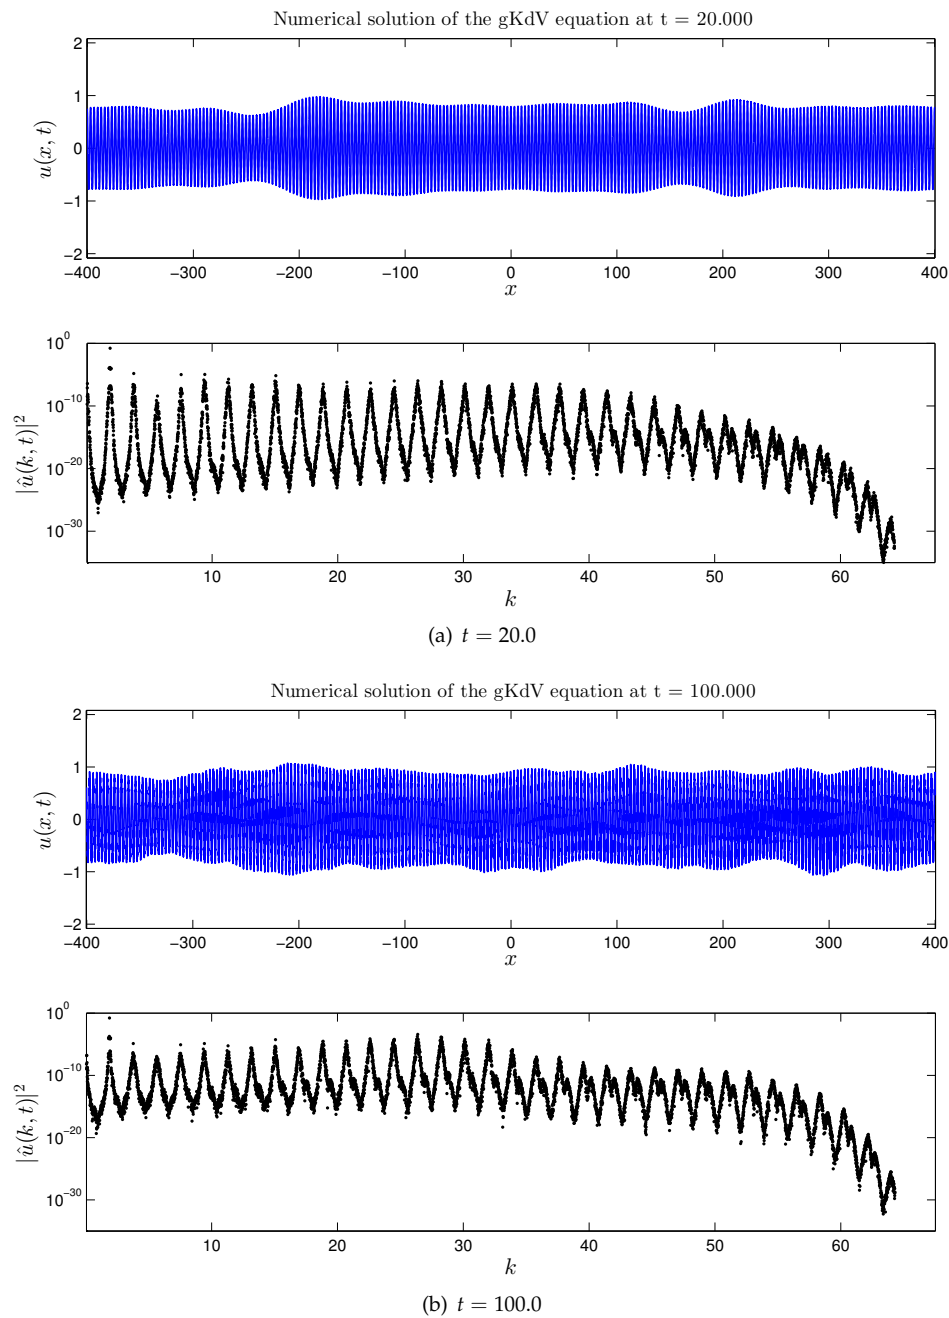 Numerical solution of the gKdV equation at t = 20.000
2
1
0
−1
−2
u(x, t)
−400 −300 −200 −100 0 100 200 300 400
x
10^0
10^−10
10^−20
10^−30
|û(k, t)|^2
10 20 30 40 50 60
k
(a) t = 20.0
Numerical solution of the gKdV equation at t = 100.000
2
1
0
−1
−2
u(x, t)
−400 −300 −200 −100 0 100 200 300 400
x
10^0
10^−10
10^−20
10^−30
|û(k, t)|^2
10 20 30 40 50 60
k
(b) t = 100.0